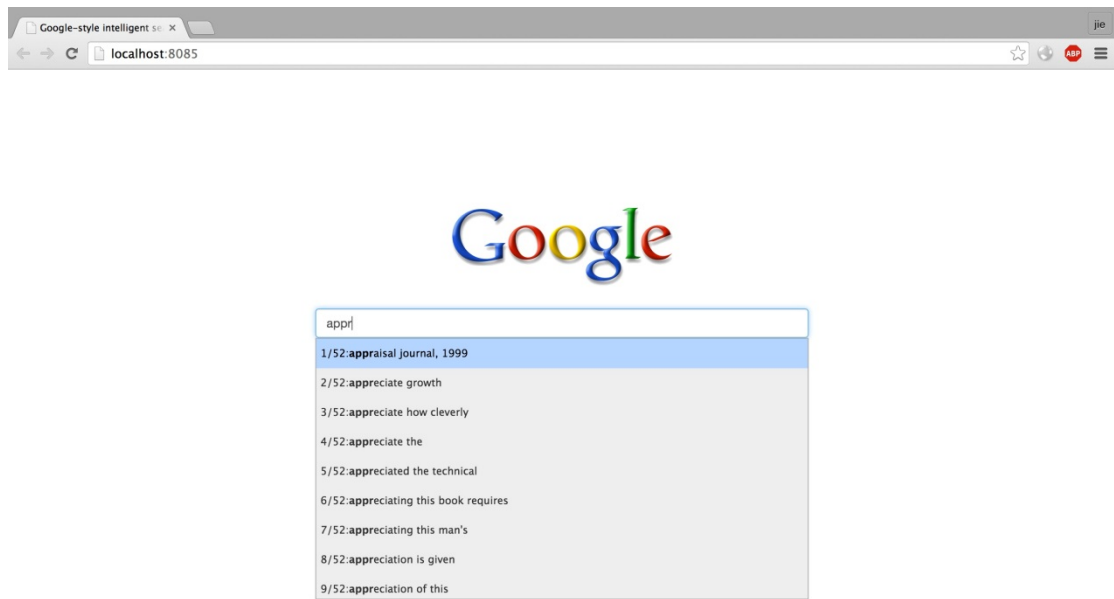 Google-style intelligent se
jie
localhost:8085
ABP
Google
appr
1/52:appraisal journal, 1999
2/52:appreciate growth
3/52:appreciate how cleverly
4/52:appreciate the
5/52:appreciated the technical
6/52:appreciating this book requires
7/52:appreciating this man's
8/52:appreciation is given
9/52:appreciation of this